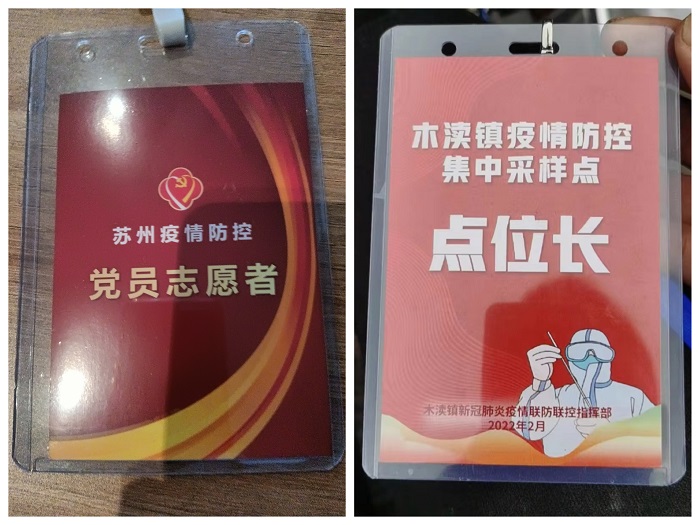 苏州疫情防控
党员志愿者
木渎镇疫情防控
集中采样点
点位长
木渎镇新冠肺炎疫情联防联控指挥部
2022年2月